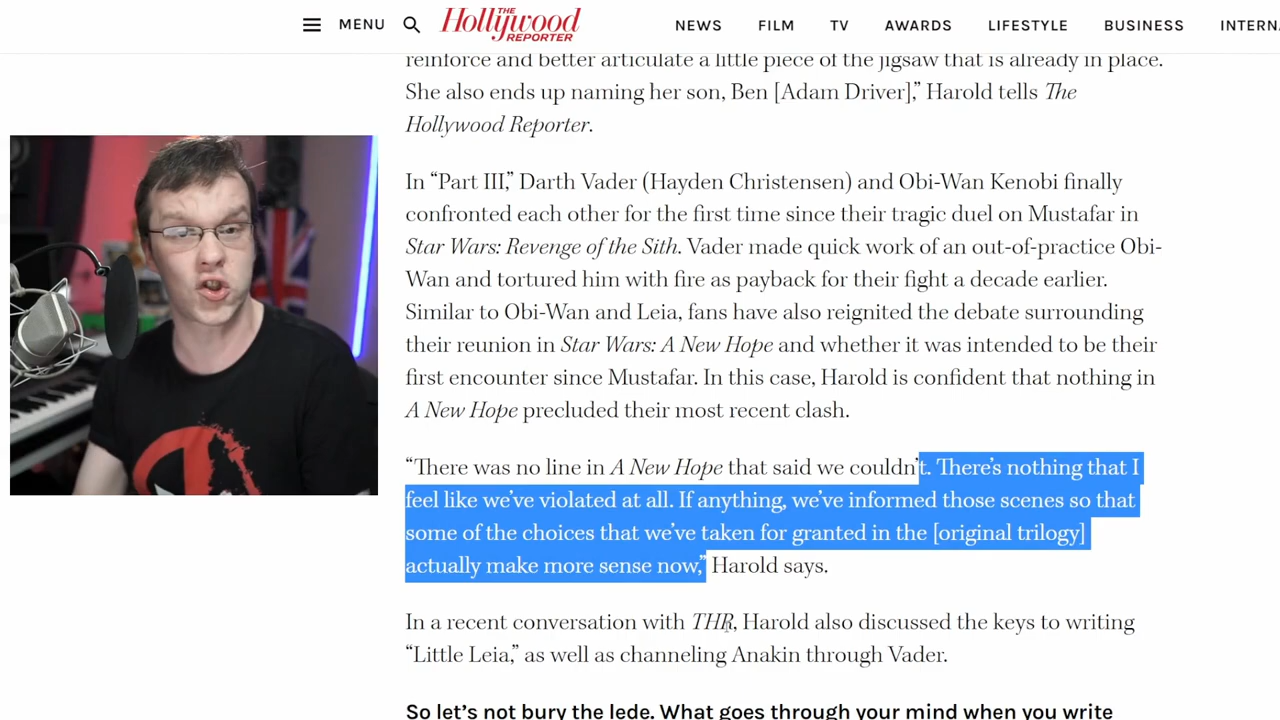 MENU
THE
Hollywood
REPORTER
NEWS FILM TV AWARDS LIFESTYLE BUSINESS INTERN
reinforce and better articulate a little piece of the jigsaw that is already in place.
She also ends up naming her son, Ben [Adam Driver],” Harold tells The
Hollywood Reporter.
In “Part III,” Darth Vader (Hayden Christensen) and Obi-Wan Kenobi finally
confronted each other for the first time since their tragic duel on Mustafar in
Star Wars: Revenge of the Sith. Vader made quick work of an out-of-practice Obi-
Wan and tortured him with fire as payback for their fight a decade earlier.
Similar to Obi-Wan and Leia, fans have also reignited the debate surrounding
their reunion in Star Wars: A New Hope and whether it was intended to be their
first encounter since Mustafar. In this case, Harold is confident that nothing in
A New Hope precluded their most recent clash.
“There was no line in A New Hope that said we couldn’t. There’s nothing that I
feel like we’ve violated at all. If anything, we’ve informed those scenes so that
some of the choices that we’ve taken for granted in the [original trilogy]
actually make more sense now,” Harold says.
In a recent conversation with THR, Harold also discussed the keys to writing
“Little Leia,” as well as channeling Anakin through Vader.
So let’s not bury the lede. What goes through your mind when you write